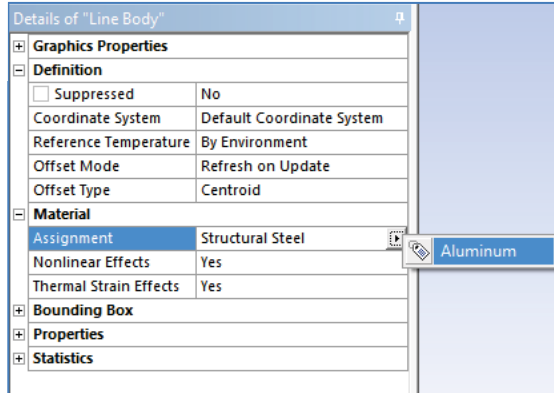 Details of "Line Body"
Graphics Properties
Definition
Suppressed No
Coordinate System Default Coordinate System
Reference Temperature By Environment
Offset Mode Refresh on Update
Offset Type Centroid
Material
Assignment Structural Steel
Aluminum
Nonlinear Effects Yes
Thermal Strain Effects Yes
Bounding Box
Properties
Statistics